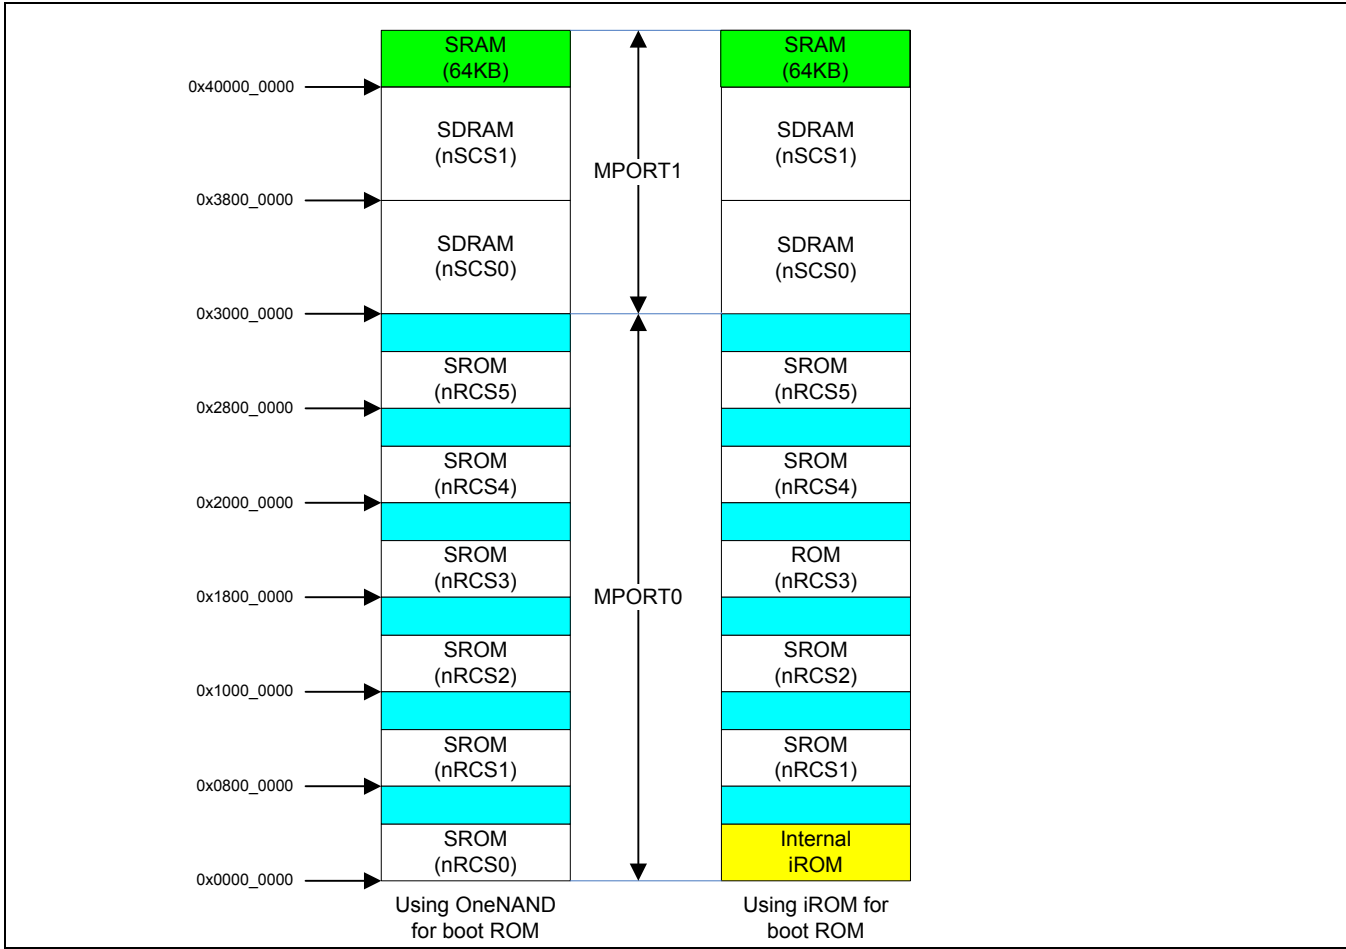 SRAM
(64KB)
SRAM
(64KB)
0x40000_0000
SDRAM
(nSCS1)
SDRAM
(nSCS1)
MPORT1
0x3800_0000
SDRAM
(nSCS0)
SDRAM
(nSCS0)
0x3000_0000
SROM
(nRCS5)
SROM
(nRCS5)
0x2800_0000
SROM
(nRCS4)
SROM
(nRCS4)
0x2000_0000
SROM
(nRCS3)
ROM
(nRCS3)
0x1800_0000
MPORT0
SROM
(nRCS2)
SROM
(nRCS2)
0x1000_0000
SROM
(nRCS1)
SROM
(nRCS1)
0x0800_0000
SROM
(nRCS0)
Internal
iROM
0x0000_0000
Using OneNAND
for boot ROM
Using iROM for
boot ROM